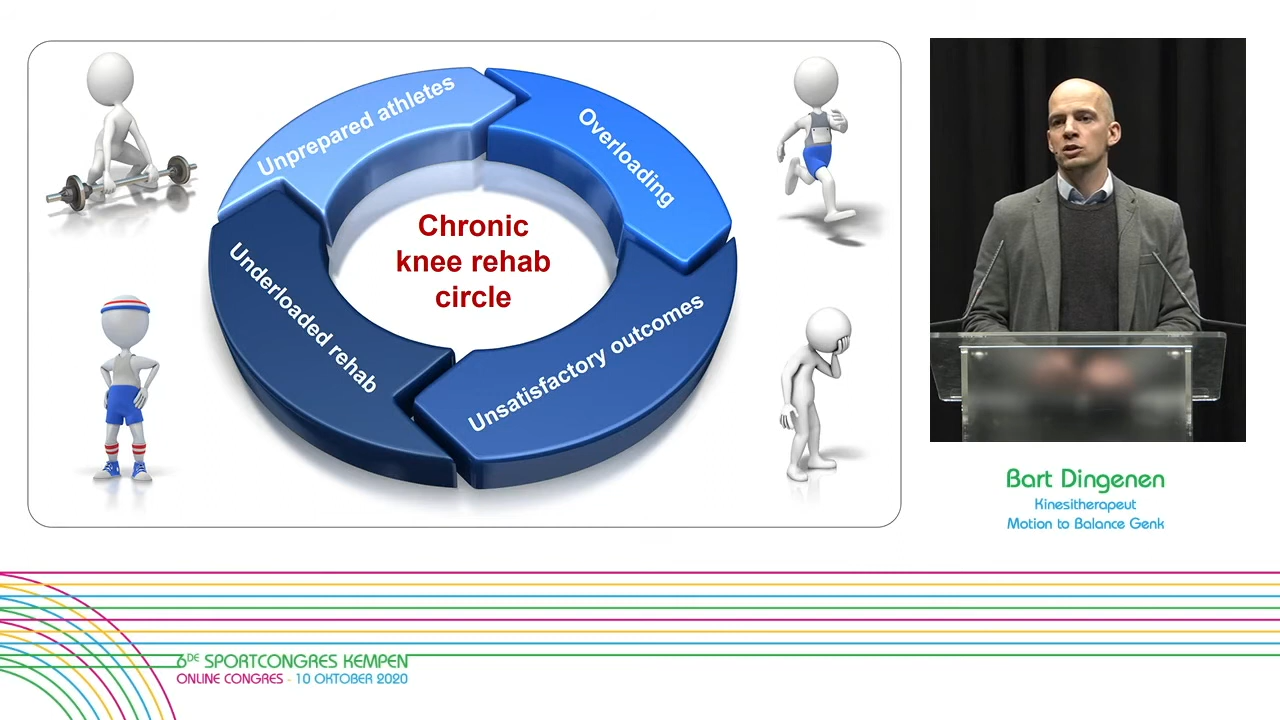 Unprepared athletes
Overloading
Chronic
knee rehab
circle
Underloaded rehab
Unsatisfactory outcomes
Bart Dingenen
Kinesitherapeut
Motion to Balance Genk
6DE SPORTCONGRES KEMPEN
ONLINE CONGRES - 10 OKTOBER 2020